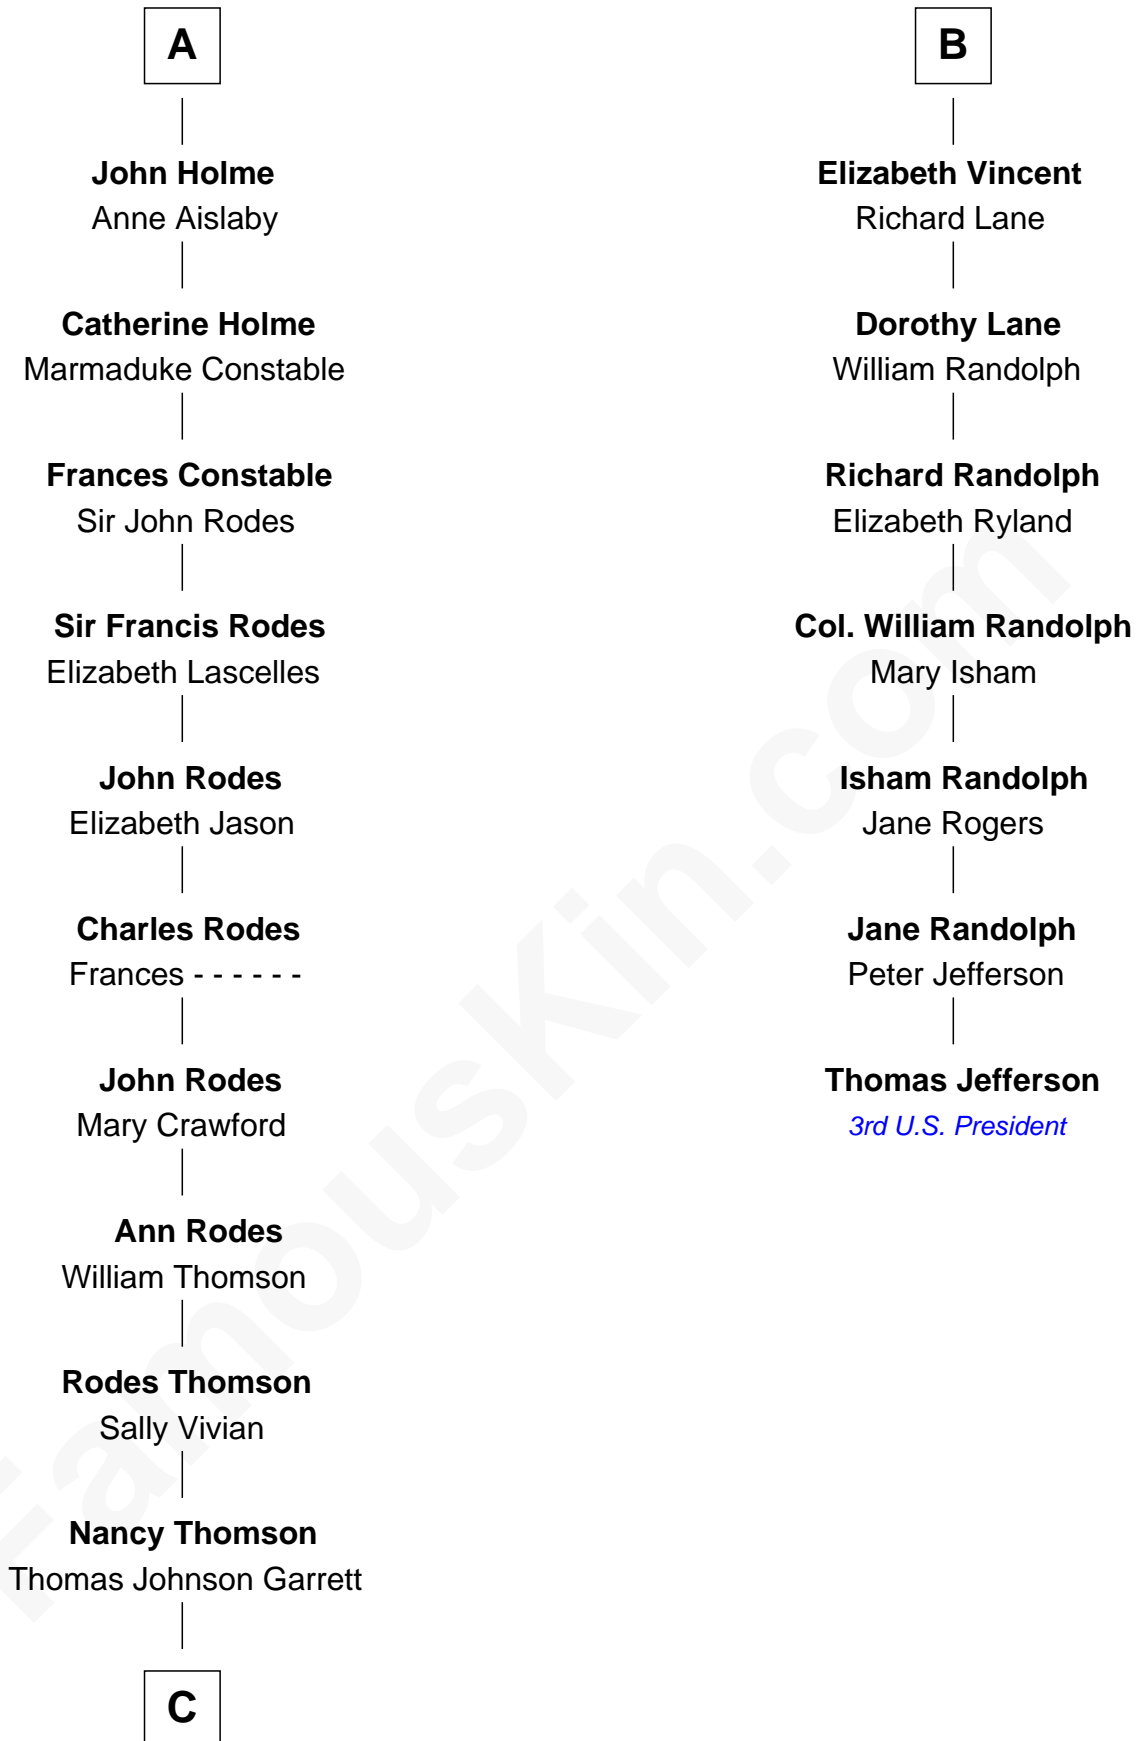 A
John Holme
Anne Aislaby
Catherine Holme
Marmaduke Constable
Frances Constable
Sir John Rodes
Sir Francis Rodes
Elizabeth Lascelles
John Rodes
Elizabeth Jason
Charles Rodes
Frances - - - - - -
John Rodes
Mary Crawford
Ann Rodes
William Thomson
Rodes Thomson
Sally Vivian
Nancy Thomson
Thomas Johnson Garrett
C
B
Elizabeth Vincent
Richard Lane
Dorothy Lane
William Randolph
Richard Randolph
Elizabeth Ryland
Col. William Randolph
Mary Isham
Isham Randolph
Jane Rogers
Jane Randolph
Peter Jefferson
Thomas Jefferson
3rd U.S. President
FamousKin.com